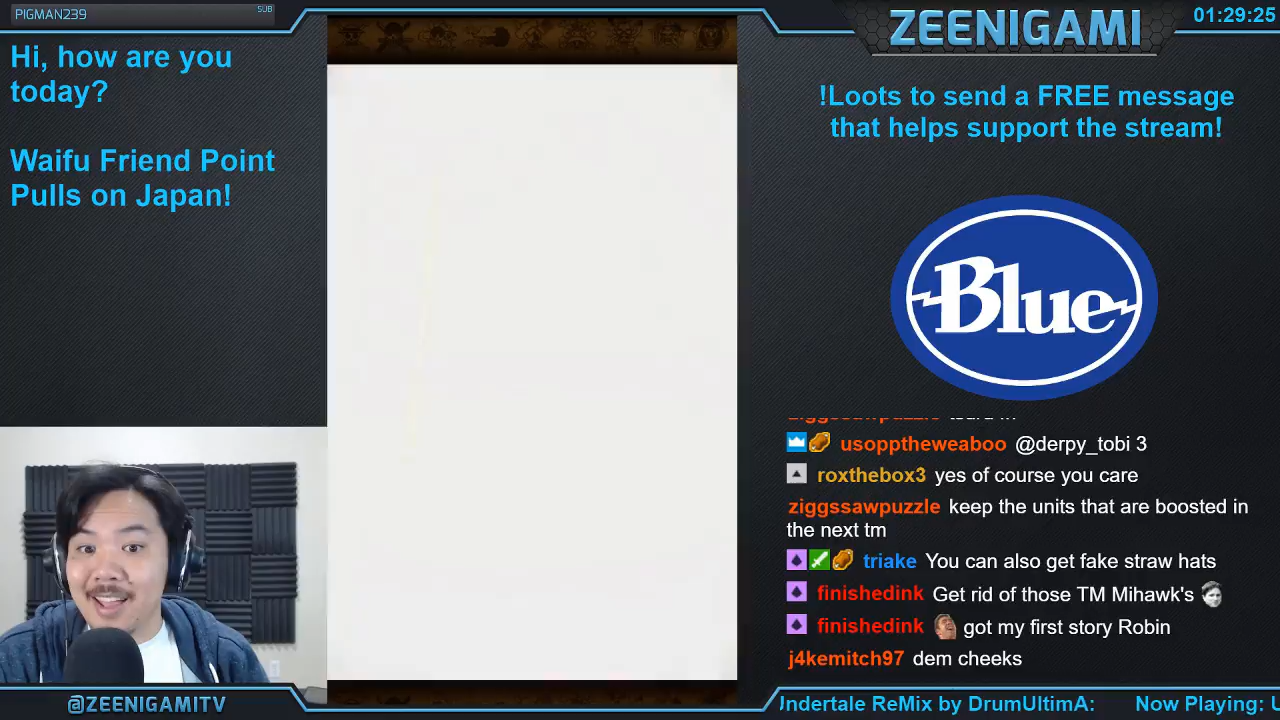 PIGMAN239 SUB
Hi, how are you
today?
Waifu Friend Point
Pulls on Japan!
ZEENIGAMI
01:29:25
!Loots to send a FREE message
that helps support the stream!
Blue
usopptheweaboo @derpy_tobi 3
roxthebox3 yes of course you care
ziggssawpuzzle keep the units that are boosted in
the next tm
triake You can also get fake straw hats
finishedink Get rid of those TM Mihawk's
finishedink got my first story Robin
j4kemitch97 dem cheeks
@ZEENIGAMITV
Undertale ReMix by DrumUltimA: Now Playing: U